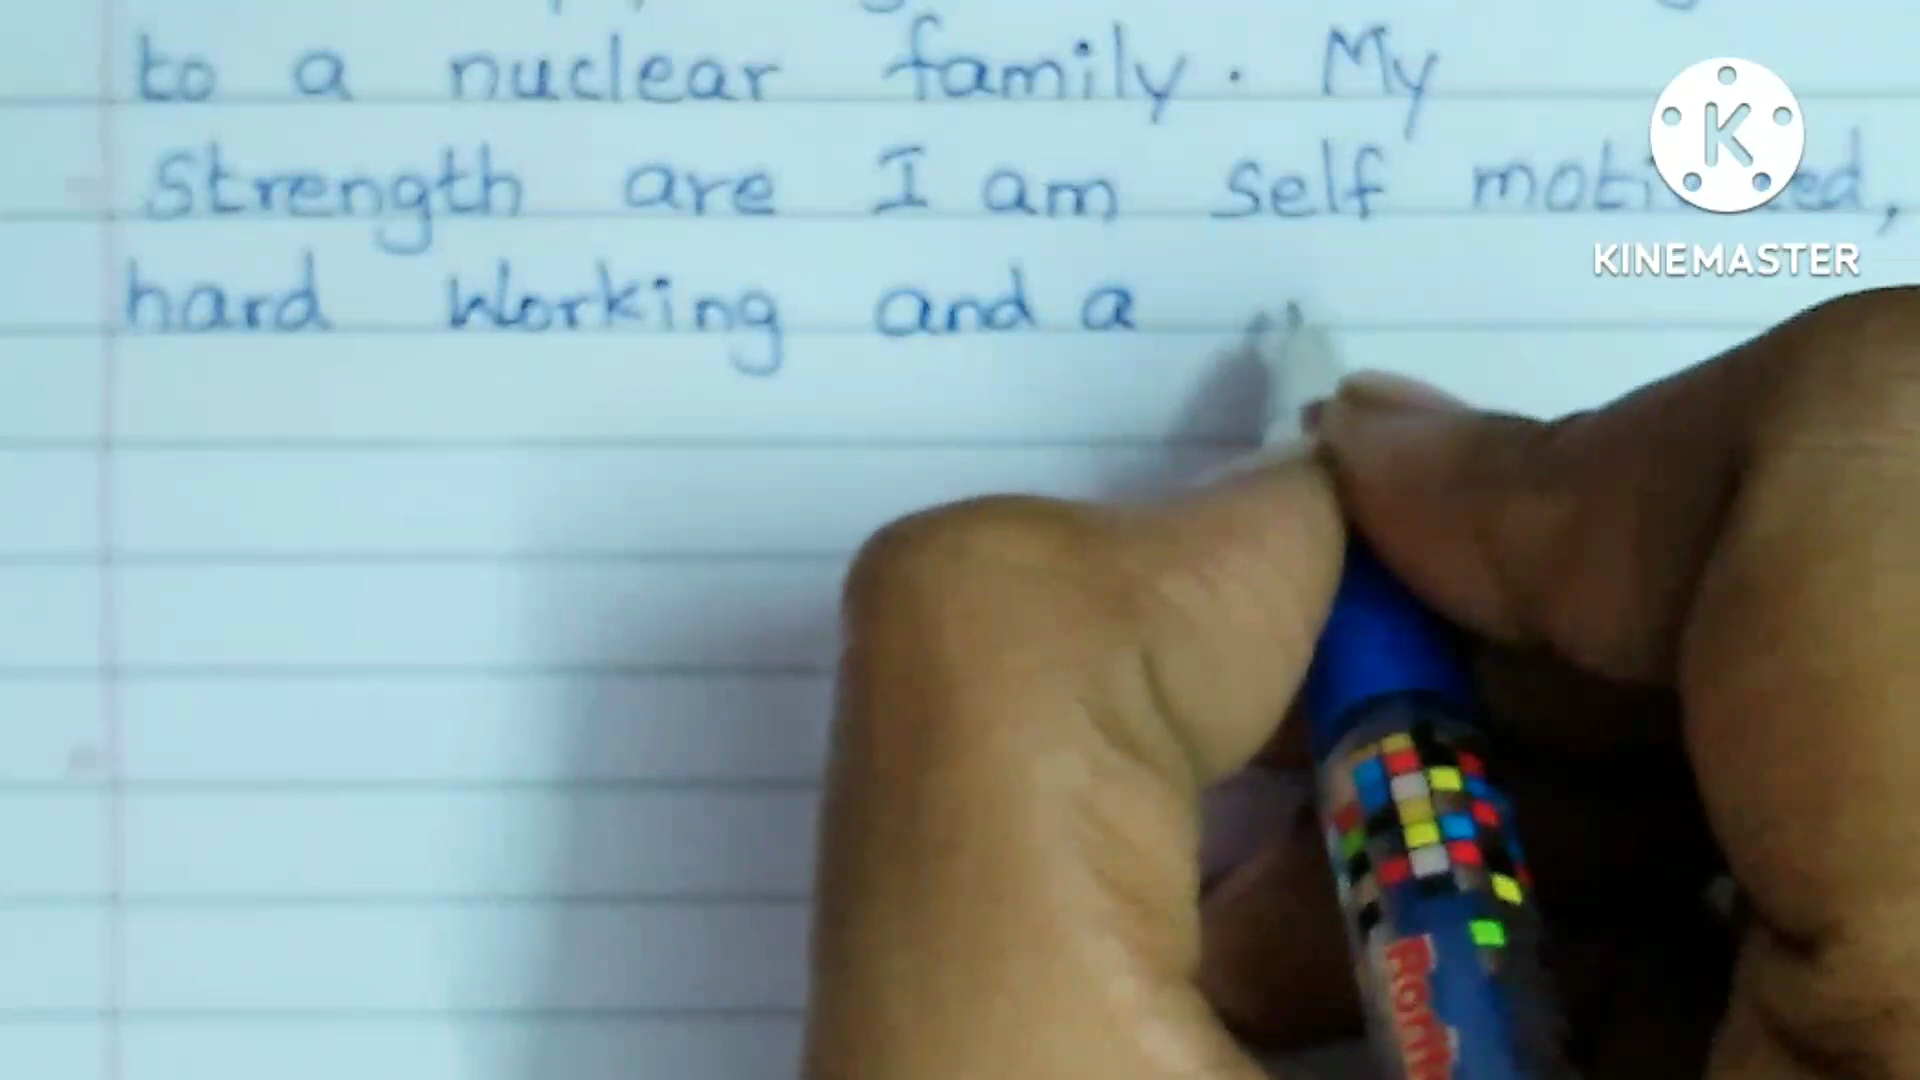 to a nuclear family. My
Strength are I am self motivated,
hard working and a
KINEMASTER